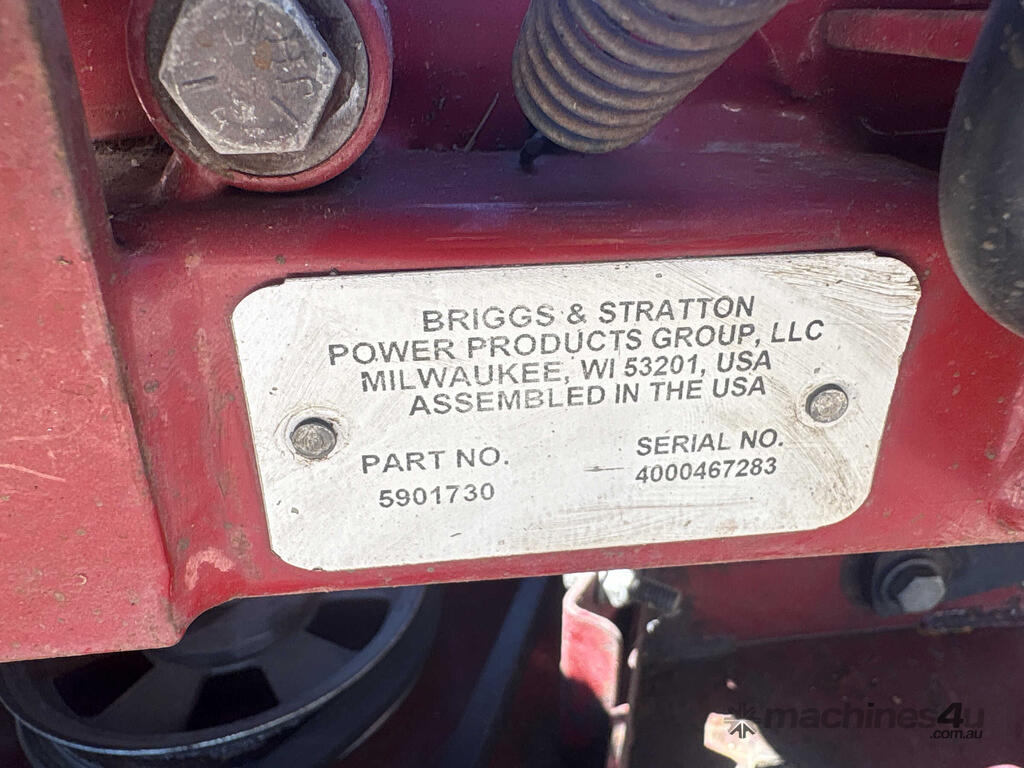 BRIGGS & STRATTON
POWER PRODUCTS GROUP, LLC
MILWAUKEE, WI 53201, USA
ASSEMBLED IN THE USA
PART NO.
5901730
SERIAL NO.
4000467283
machines4u
.com.au